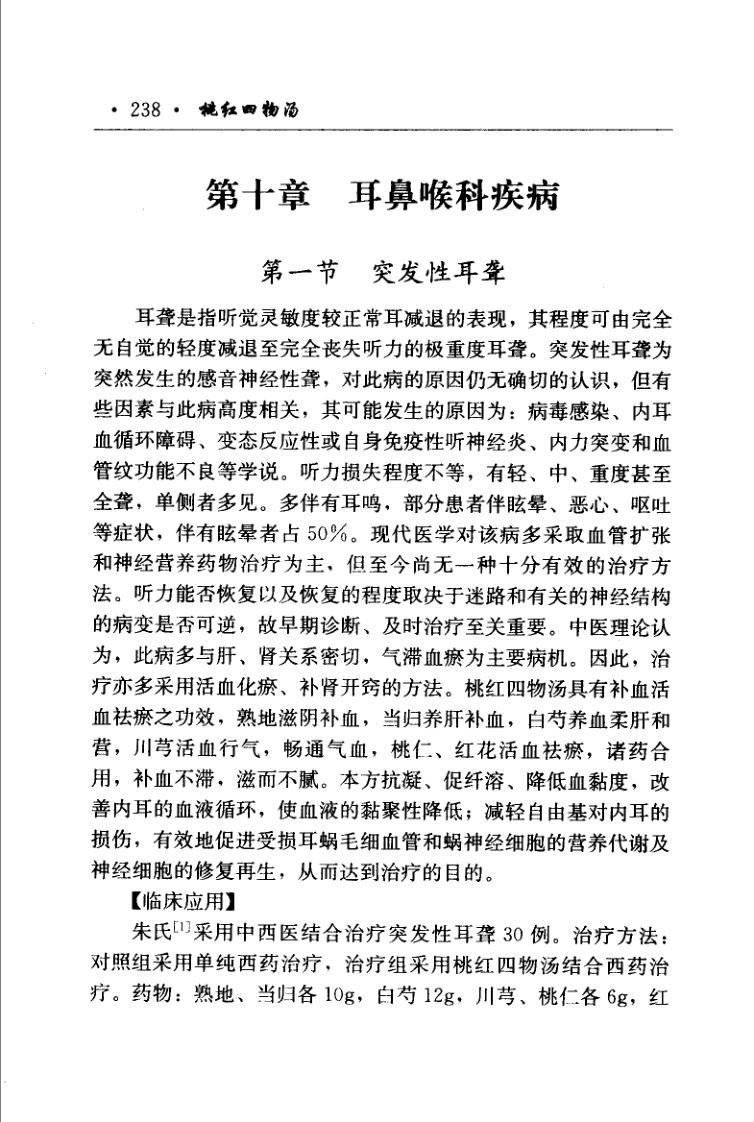 · 238 · 桃红四物汤
第十章 耳鼻喉科疾病
第一节 突发性耳聋
耳聋是指听觉灵敏度较正常耳减退的表现，其程度可由完全
无自觉的轻度减退至完全丧失听力的极重度耳聋。突发性耳聋为
突然发生的感音神经性聋，对此病的原因仍无确切的认识，但有
些因素与此病高度相关，其可能发生的原因为：病毒感染、内耳
血循环障碍、变态反应性或自身免疫性听神经炎、内力突变和血
管纹功能不良等学说。听力损失程度不等，有轻、中、重度甚至
全聋，单侧者多见。多伴有耳鸣，部分患者伴眩晕、恶心、呕吐
等症状，伴有眩晕者占 50%。现代医学对该病多采取血管扩张
和神经营养药物治疗为主，但至今尚无一种十分有效的治疗方
法。听力能否恢复以及恢复的程度取决于迷路和有关的神经结构
的病变是否可逆，故早期诊断、及时治疗至关重要。中医理论认
为，此病多与肝、肾关系密切，气滞血瘀为主要病机。因此，治
疗亦多采用活血化瘀、补肾开窍的方法。桃红四物汤具有补血活
血祛瘀之功效，熟地滋阴补血，当归养肝补血，白芍养血柔肝和
营，川芎活血行气，畅通气血，桃仁、红花活血祛瘀，诸药合
用，补血不滞，滋而不腻。本方抗凝、促纤溶、降低血黏度，改
善内耳的血液循环，使血液的黏聚性降低；减轻自由基对内耳的
损伤，有效地促进受损耳蜗毛细血管和蜗神经细胞的营养代谢及
神经细胞的修复再生，从而达到治疗的目的。
【临床应用】
朱氏[1]采用中西医结合治疗突发性耳聋 30 例。治疗方法：
对照组采用单纯西药治疗，治疗组采用桃红四物汤结合西药治
疗。药物：熟地、当归各 10g，白芍 12g，川芎、桃仁各 6g，红